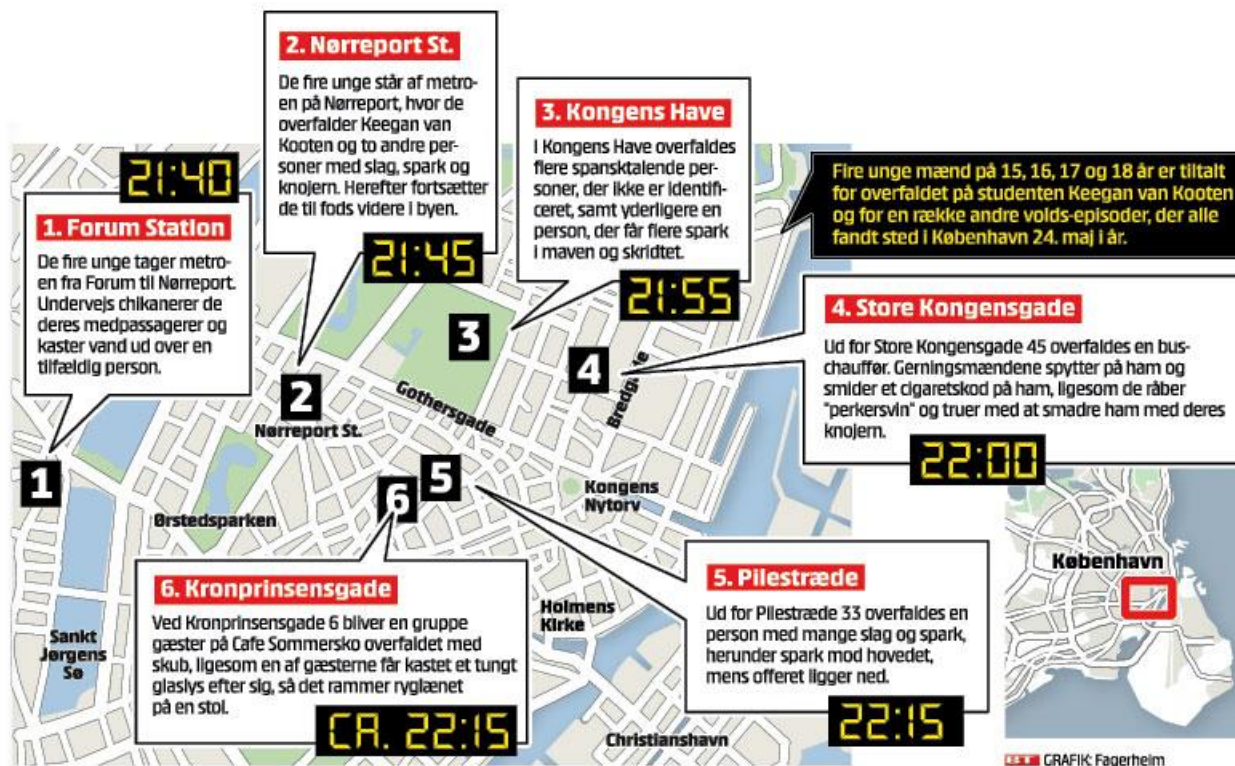 2. Nørreport St.
De fire unge står af metro-
en på Nørreport, hvor de
overfalder Keegan van
Kooten og to andre per-
soner med slag, spark og
knojern. Herefter fortsætter
de til fods videre i byen.
21:45
3. Kongens Have
I Kongens Have overfaldes
flere spansktalende per-
soner, der ikke er identifi-
ceret, samt yderligere en
person, der får flere spark
i maven og skridtet.
21:55
21:40
1. Forum Station
De fire unge tager metro-
en fra Forum til Nørreport.
Undervejs chikanerer de
deres medpassagerer og
kaster vand ud over en
tilfældig person.
Fire unge mænd på 15, 16, 17 og 18 år er tiltalt
for overfaldet på studenten Keegan van Kooten
og for en række andre volds-episoder, der alle
fandt sted i København 24. maj i år.
4. Store Kongensgade
Ud for Store Kongensgade 45 overfaldes en bus-
chauffør. Gerningsmændene spytter på ham og
smider et cigaretskod på ham, ligesom de råber
"perkersvin" og truer med at smadre ham med deres
knojern.
22:00
3
4
2
Bredgade
Gothersgade
Nørreport St.
1
5
6
Kongens
Nytorv
Ørstedsparken
København
6. Kronprinsensgade
Ved Kronprinsensgade 6 bliver en gruppe
gæster på Cafe Sommersko overfaldet med
skub, ligesom en af gæsterne får kastet et tungt
glaslys efter sig, så det rammer ryglænet
på en stol.
CA. 22:15
5. Pilestræde
Ud for Pilestræde 33 overfaldes en
person med mange slag og spark,
herunder spark mod hovedet,
mens offeret ligger ned.
22:15
Holmens
Kirke
Sankt
Jørgens
Sø
Christianshavn
BT GRAFIK: Fagerheim